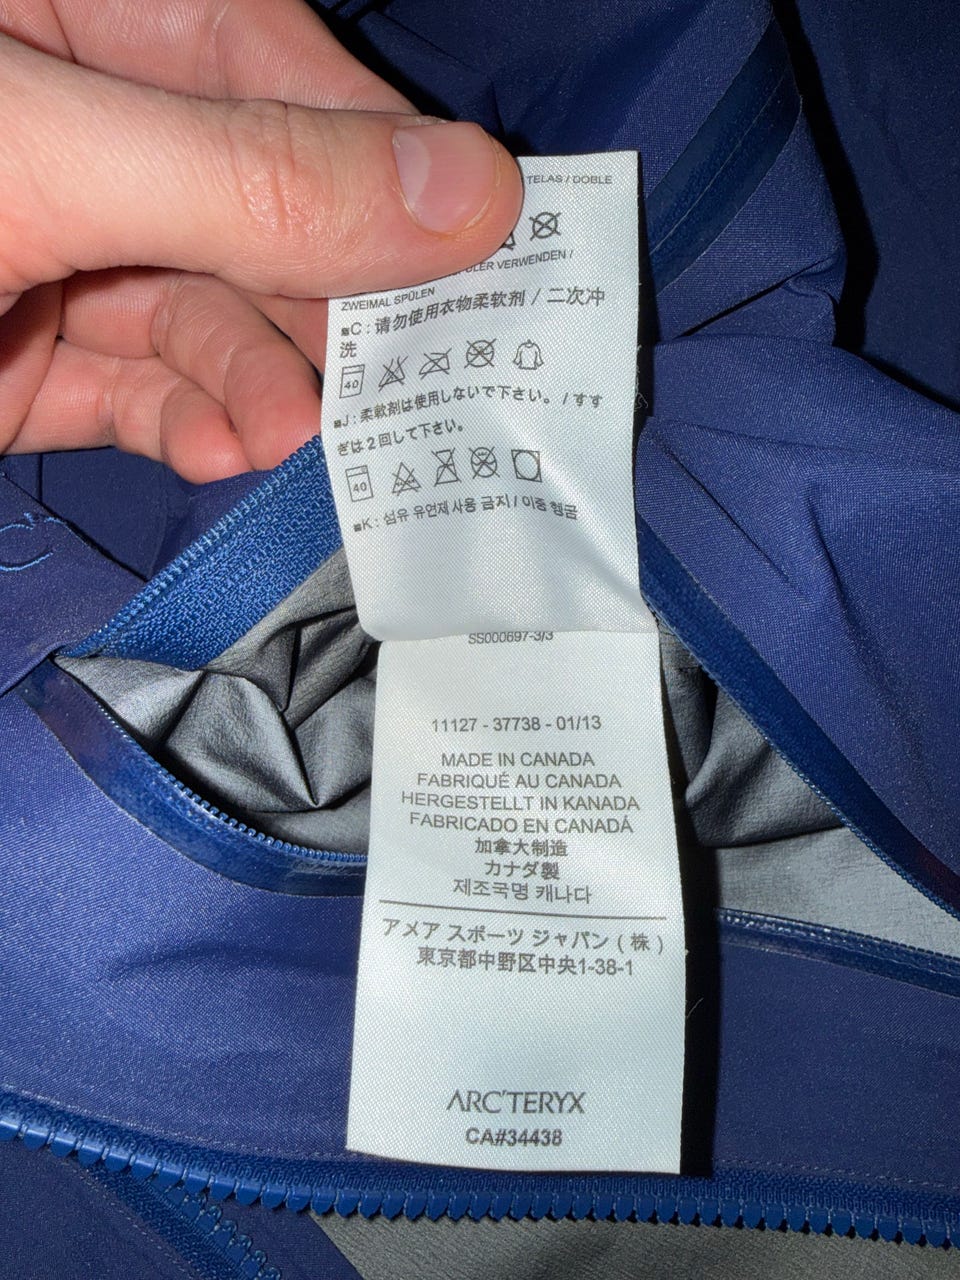 TELAS / DOBLE
VERWENDEN /
ZWEIMAL SPÜLEN
■C : 请勿使用衣物柔软剂 / 二次冲
洗
40
■J : 柔軟剤は使用しないで下さい。 / すす
ぎは2回して下さい。
40
■K : 섬유 유연제 사용 금지 / 이중 헹굼
SS000697-3/3
11127 - 37738 - 01/13
MADE IN CANADA
FABRIQUÉ AU CANADA
HERGESTELLT IN KANADA
FABRICADO EN CANADÁ
加拿大制造
カナダ製
제조국명 캐나다
アメア スポーツ ジャパン ( 株 )
東京都中野区中央1-38-1
ARC'TERYX
CA#34438